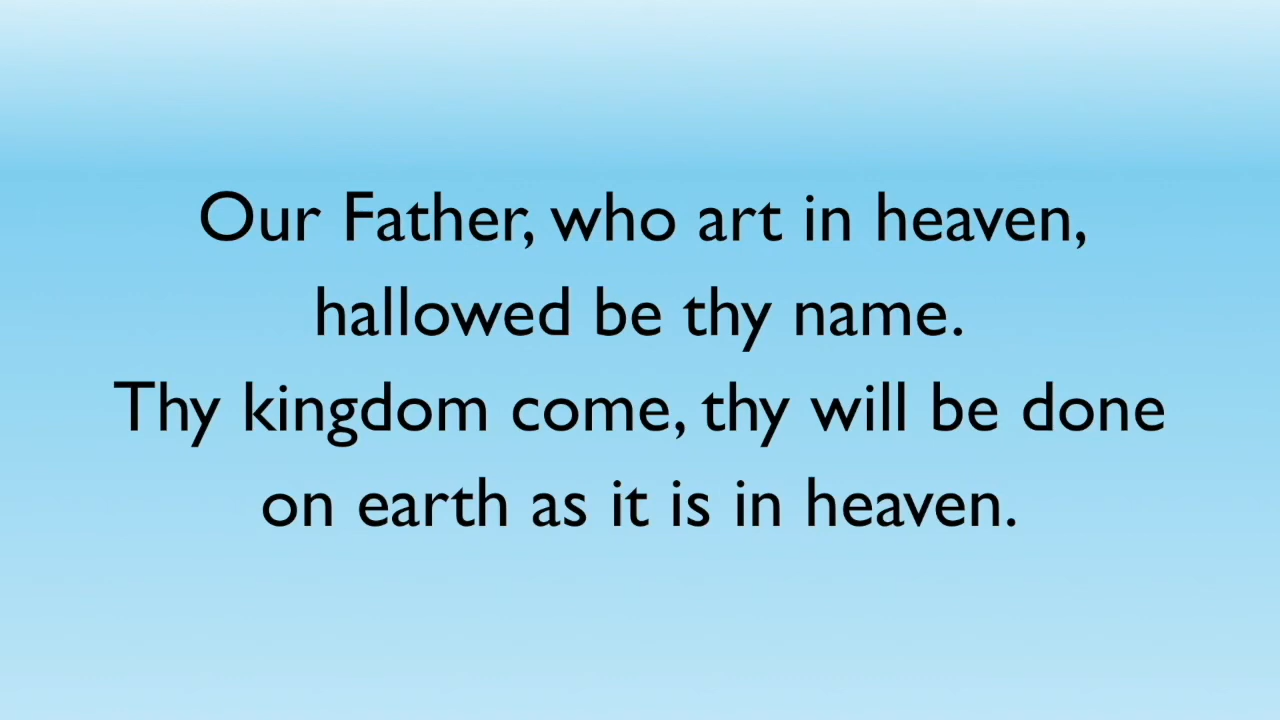 Our Father, who art in heaven,
hallowed be thy name.
Thy kingdom come, thy will be done
on earth as it is in heaven.